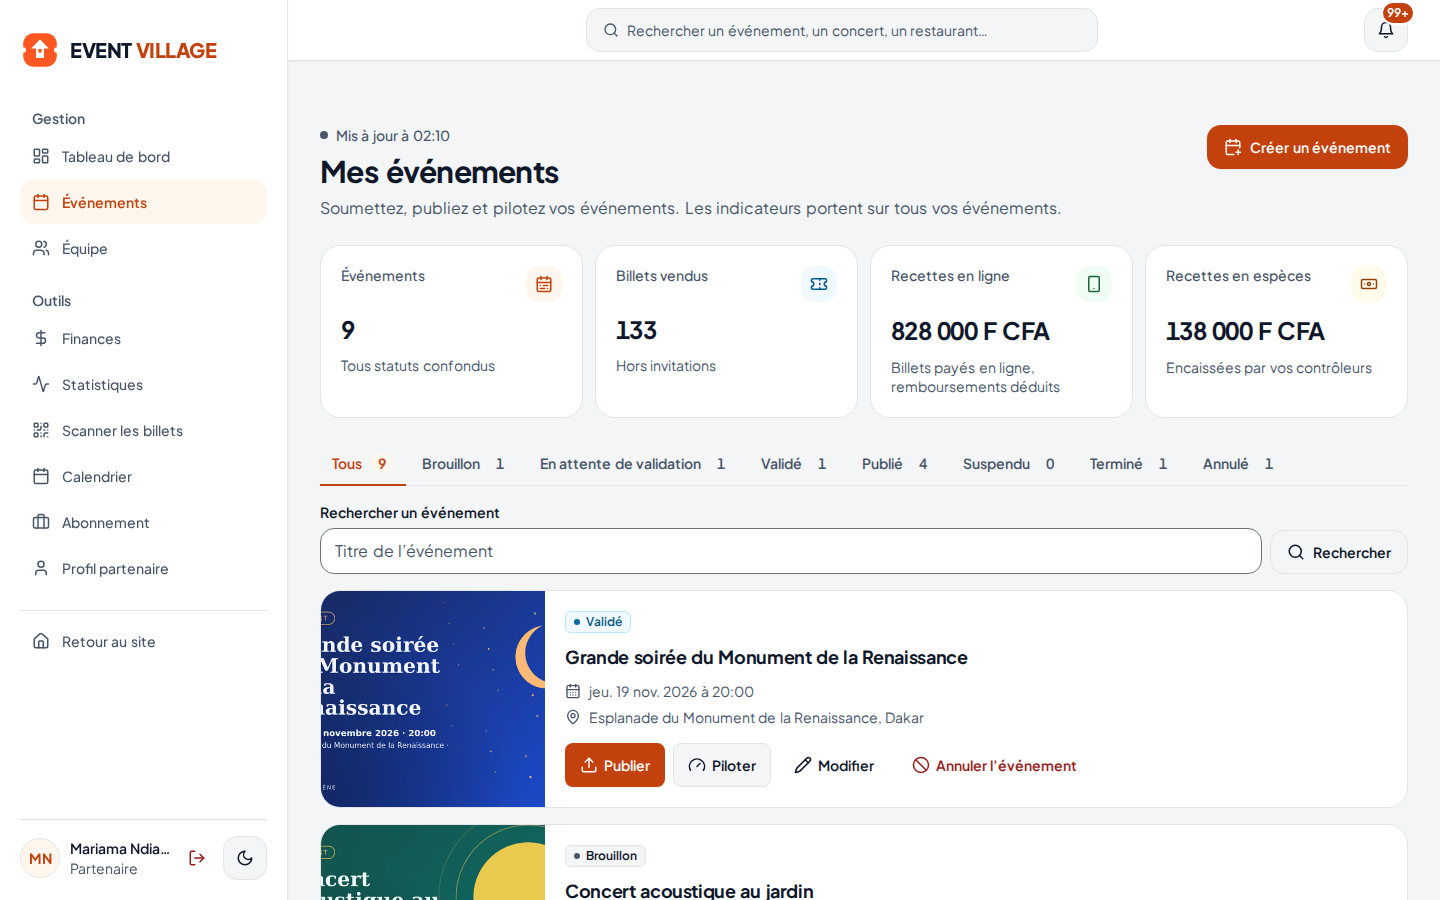 EVENT VILLAGE
Rechercher un événement, un concert, un restaurant…
99+
Gestion
Tableau de bord
Événements
Équipe
Outils
Finances
Statistiques
Scanner les billets
Calendrier
Abonnement
Profil partenaire
Retour au site
MN
Mariama Ndia…
Partenaire
Mis à jour à 02:10
Mes événements
Soumettez, publiez et pilotez vos événements. Les indicateurs portent sur tous vos événements.
Créer un événement
Événements
9
Tous statuts confondus
Billets vendus
133
Hors invitations
Recettes en ligne
828 000 F CFA
Billets payés en ligne,
remboursements déduits
Recettes en espèces
138 000 F CFA
Encaissées par vos contrôleurs
Tous 9 Brouillon 1 En attente de validation 1 Validé 1 Publié 4 Suspendu 0 Terminé 1 Annulé 1
Rechercher un événement
Titre de l'événement
Rechercher
nde soirée
Monument
a
naissance
novembre 2026 · 20:00
du Monument de la Renaissance ·
ÈNE
Validé
Grande soirée du Monument de la Renaissance
jeu. 19 nov. 2026 à 20:00
Esplanade du Monument de la Renaissance, Dakar
Publier
Piloter
Modifier
Annuler l'événement
ncert
Brouillon
Concert acoustique au jardin